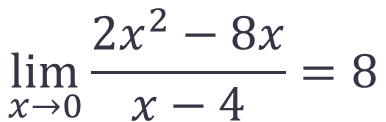 lim x→0 (2x² − 8x)/(x − 4) = 8